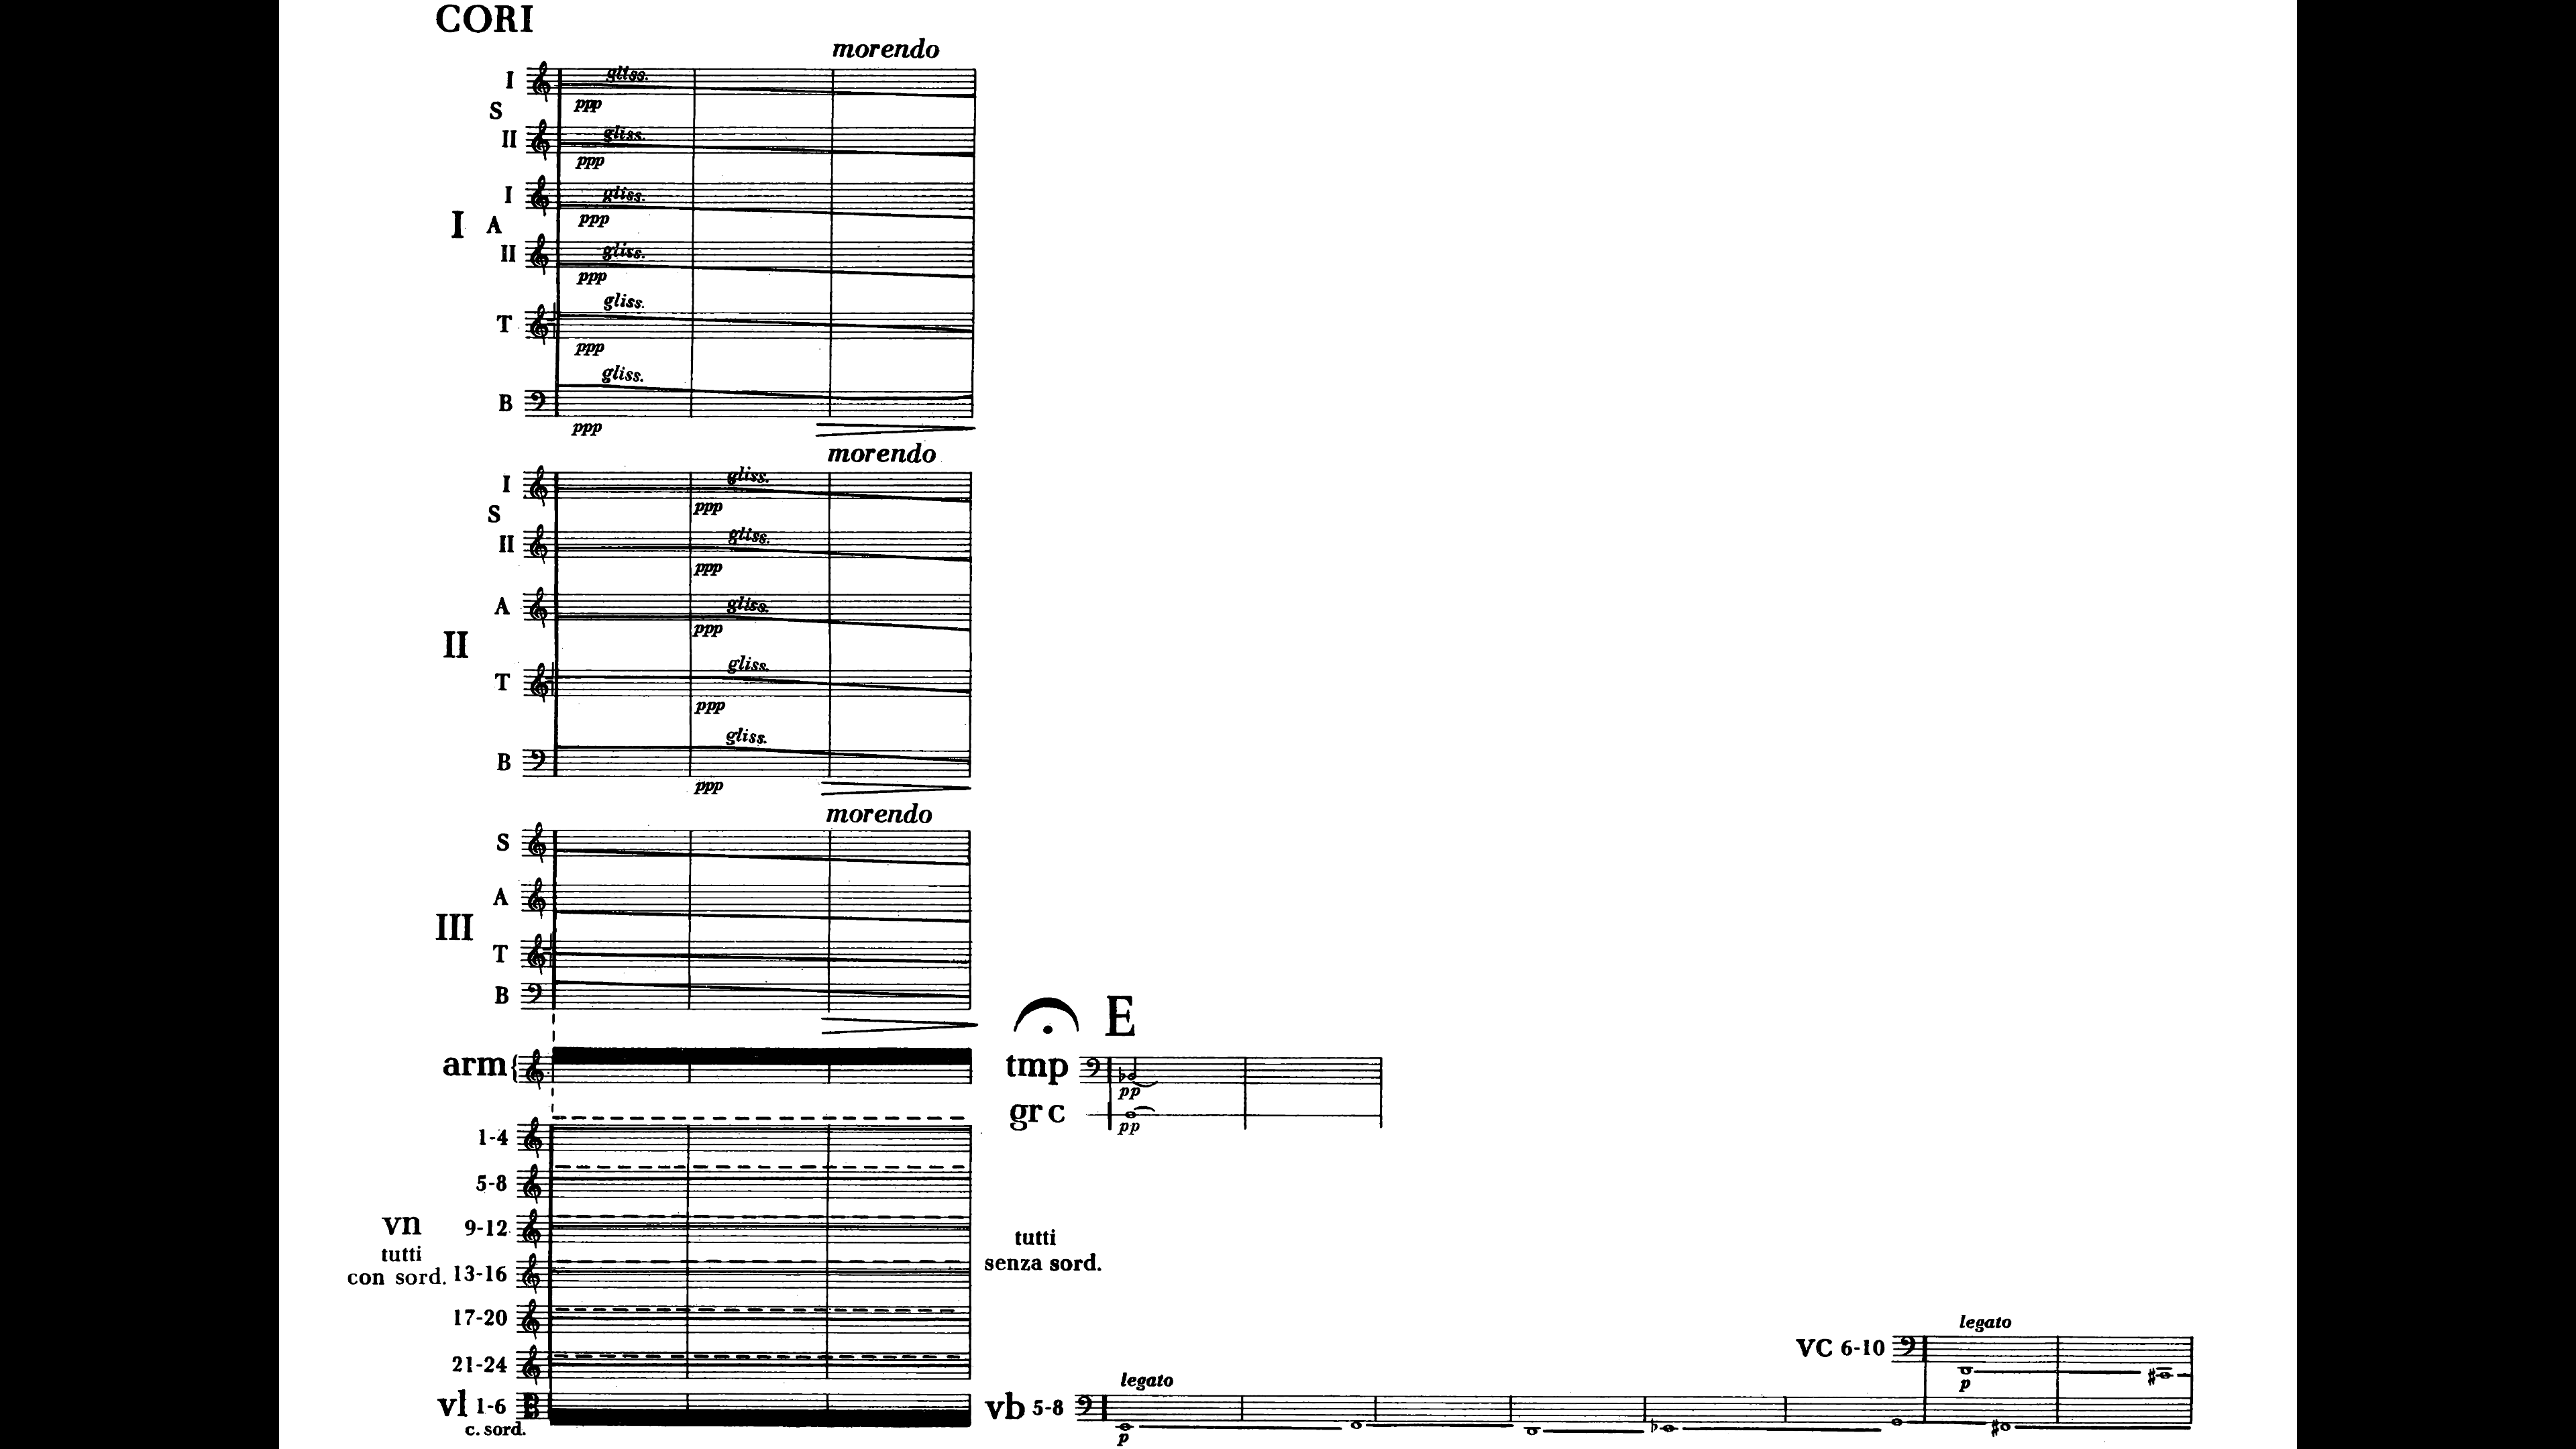 CORI
morendo
I gliss.
ppp
S
II gliss.
ppp
I gliss.
ppp
I A
II gliss.
ppp
gliss.
T
ppp
gliss.
B
ppp
morendo
I gliss.
ppp
S
II gliss.
ppp
A gliss.
ppp
II
gliss.
T
ppp
gliss.
B
ppp
morendo
S
A
III
T
B
E
arm
tmp
pp
gr c
pp
1-4
5-8
vn 9-12
tutti
con sord. 13-16
tutti
senza sord.
17-20
21-24
vl 1-6
c. sord.
vb 5-8
legato
p
vc 6-10
legato
p